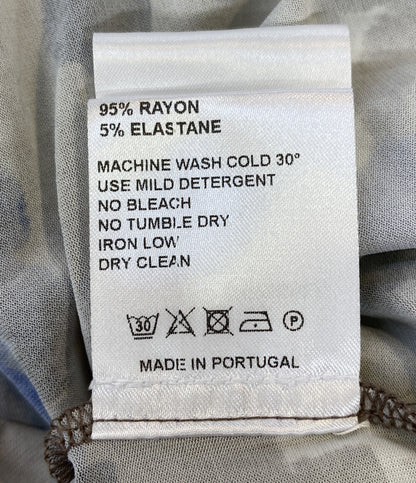 95% RAYON
5% ELASTANE
MACHINE WASH COLD 30°
USE MILD DETERGENT
NO BLEACH
NO TUMBLE DRY
IRON LOW
DRY CLEAN
30 P
MADE IN PORTUGAL